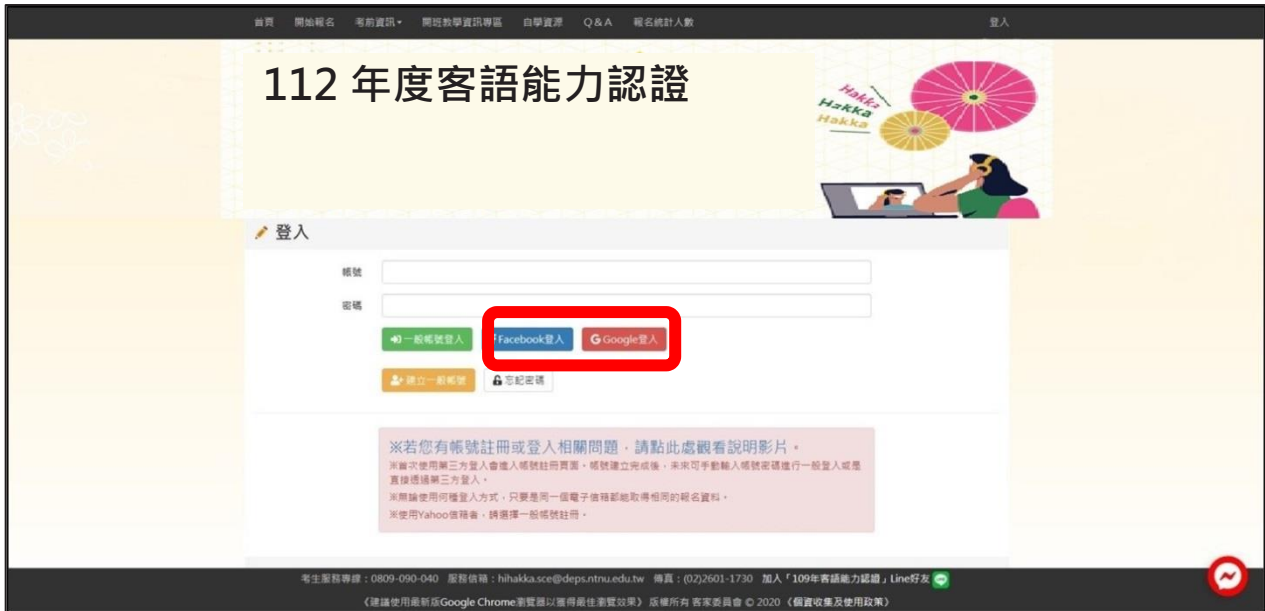 首頁 開始報名 考前資訊 開班教學資訊專區 自學資源 Q&A 報名統計人數 登入
112 年度客語能力認證
Hakka
Hakka
Hakka
登入
帳號
密碼
一般帳號登入 Facebook登入 G Google登入
建立一般帳號 忘記密碼
※若您有帳號註冊或登入相關問題，請點此處觀看說明影片。
※首次使用第三方登入會進入帳號註冊頁面，帳號建立完成後，未來可手動輸入帳號密碼進行一般登入或是
直接透過第三方登入。
※無論使用何種登入方式，只要是同一個電子信箱都能取得相同的報名資料。
※使用Yahoo信箱者，請選擇一般帳號註冊。
考生服務專線：0809-090-040 服務信箱：hihakka.sce@deps.ntnu.edu.tw 傳真：(02)2601-1730 加入「109年客語能力認證」Line好友
《建議使用最新版Google Chrome瀏覽器以獲得最佳瀏覽效果》 版權所有 客家委員會 © 2020 《個資收集及使用政策》